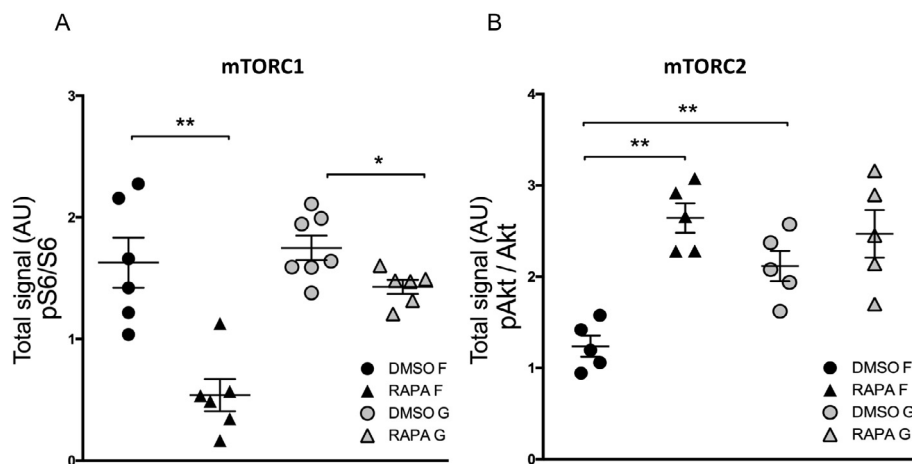 A
mTORC1
Total signal (AU)
pS6/S6
3
2
1
0
**
*
DMSO F
RAPA F
DMSO G
RAPA G
B
mTORC2
Total signal (AU)
pAkt / Akt
4
3
2
1
0
**
**
DMSO F
RAPA F
DMSO G
RAPA G